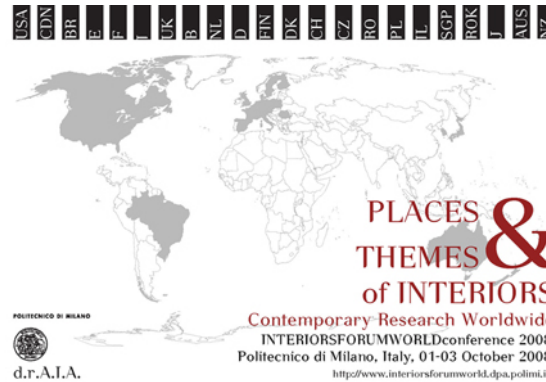 USA CDN BR E F I UK B NL D FIN DK CH CZ RO PL IL SGP ROK J AUS NZ
PLACES &
THEMES
of INTERIORS
Contemporary Research Worldwide
INTERIORSFORUMWORLDconference 2008
Politecnico di Milano, Italy, 01-03 October 2008
http://www.interiorsforumworld.dpa.polimi.it
POLITECNICO DI MILANO
d.r.A.I.A.